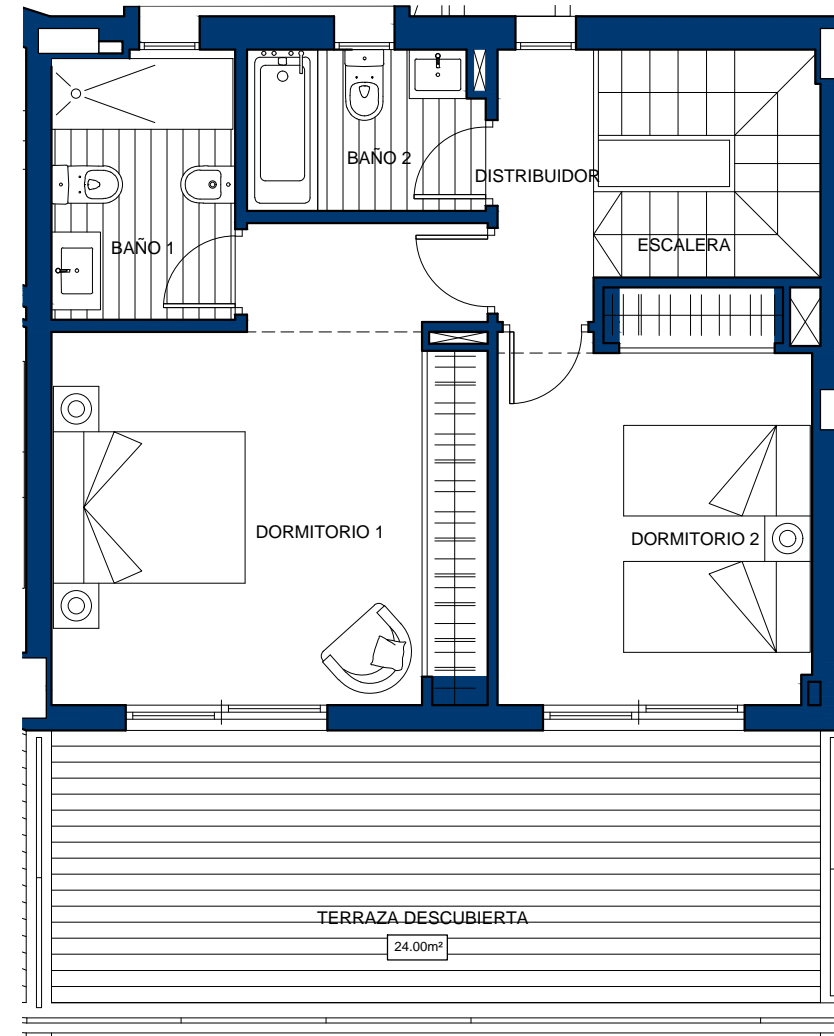 BAÑO 2
DISTRIBUIDOR
BAÑO 1
ESCALERA
DORMITORIO 1
DORMITORIO 2
TERRAZA DESCUBIERTA
24.00m²